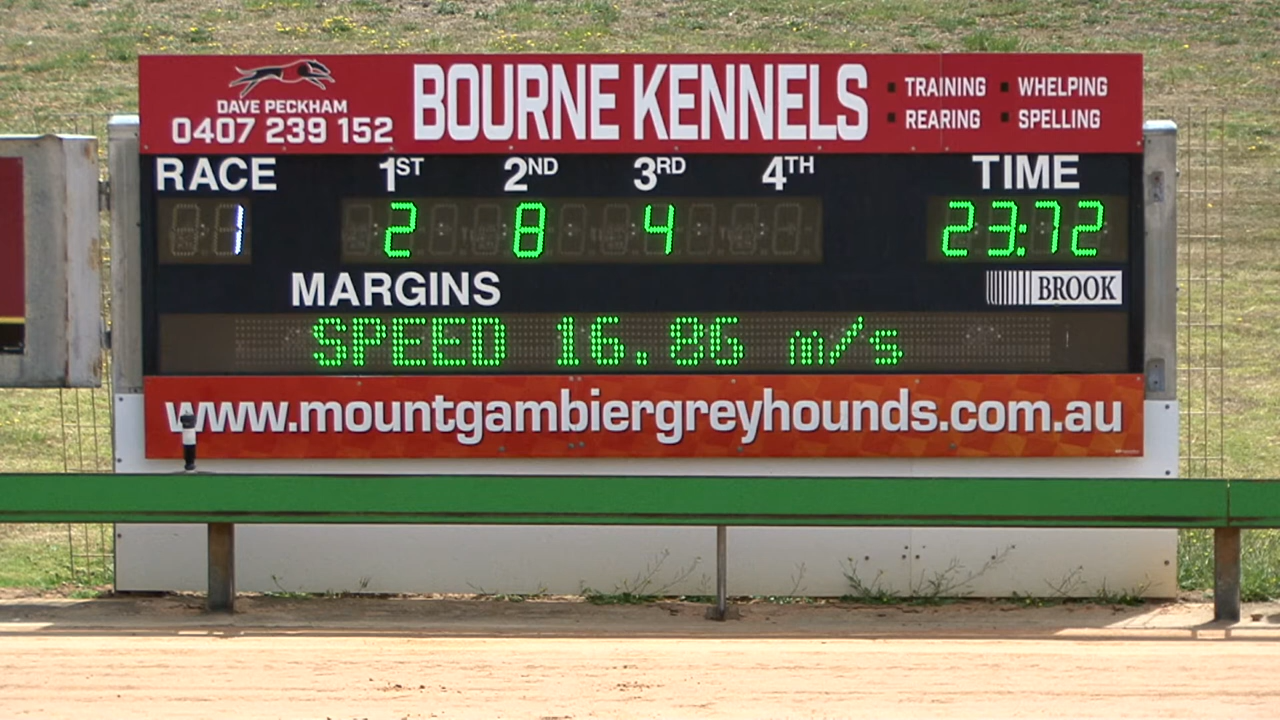 DAVE PECKHAM
0407 239 152
BOURNE KENNELS
▪ TRAINING ▪ WHELPING
▪ REARING ▪ SPELLING
RACE 1ST 2ND 3RD 4TH TIME
1 2 8 4 23:72
MARGINS
BROOK
SPEED 16.86 m/s
www.mountgambiergreyhounds.com.au